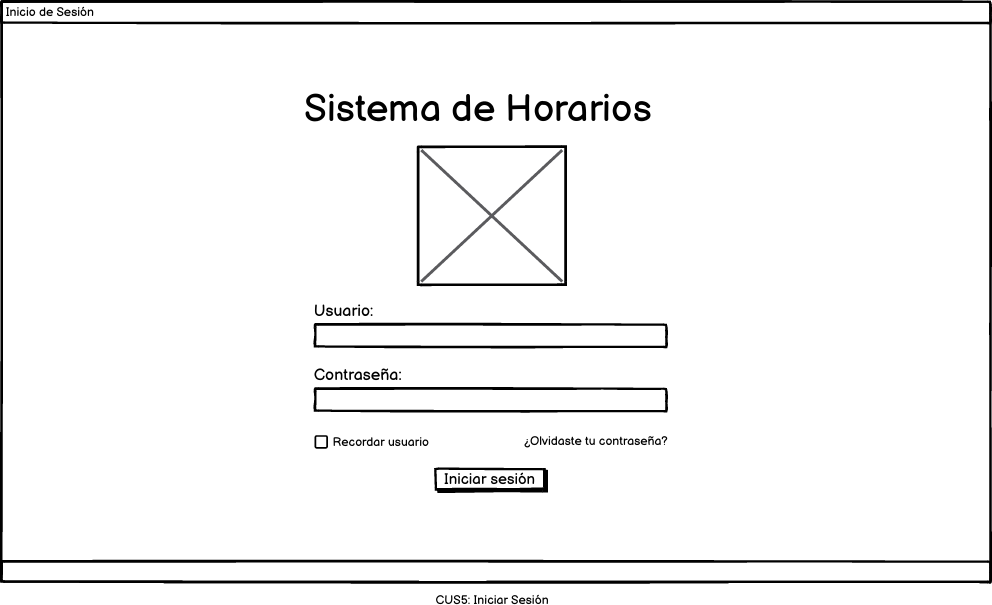 Inicio de Sesión
Sistema de Horarios
Usuario:
Contraseña:
Recordar usuario
¿Olvidaste tu contraseña?
Iniciar sesión
CUS5: Iniciar Sesión